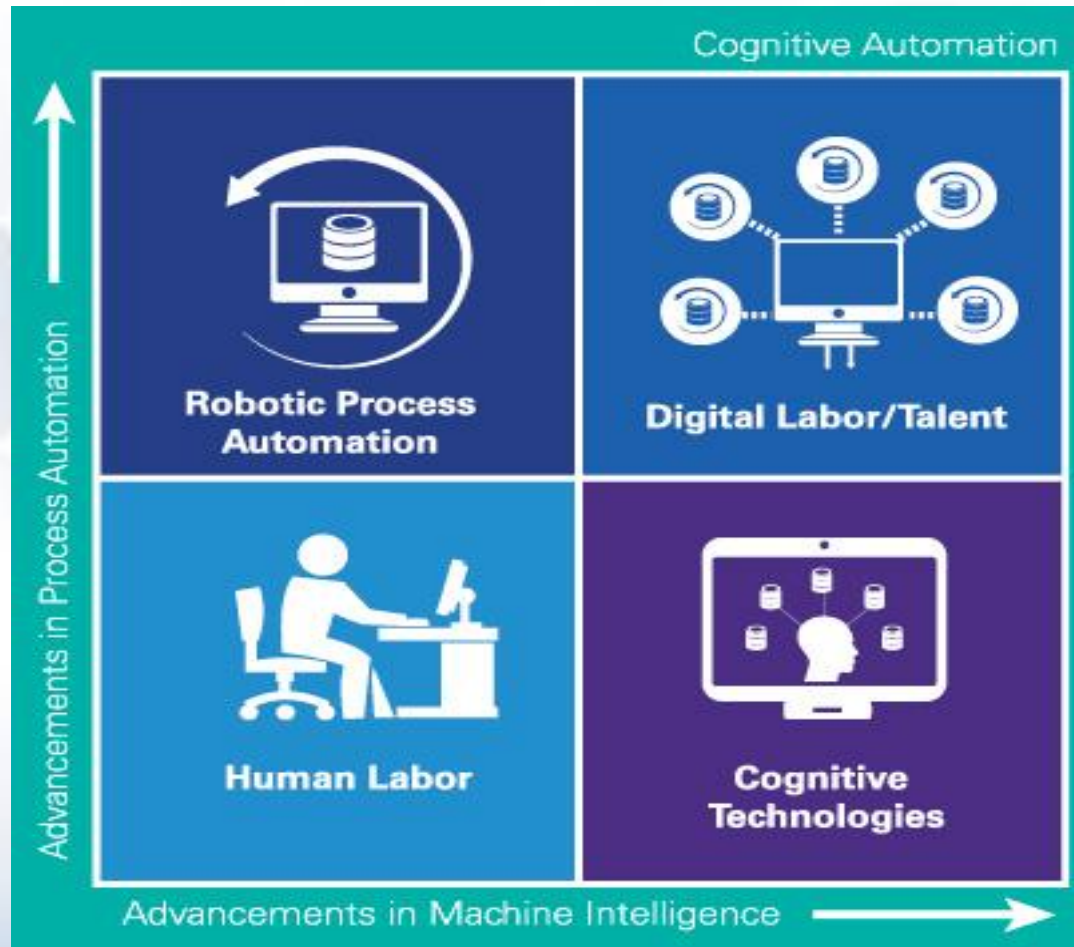 Cognitive Automation
Advancements in Process Automation
Robotic Process
Automation
Digital Labor/Talent
Human Labor
Cognitive
Technologies
Advancements in Machine Intelligence